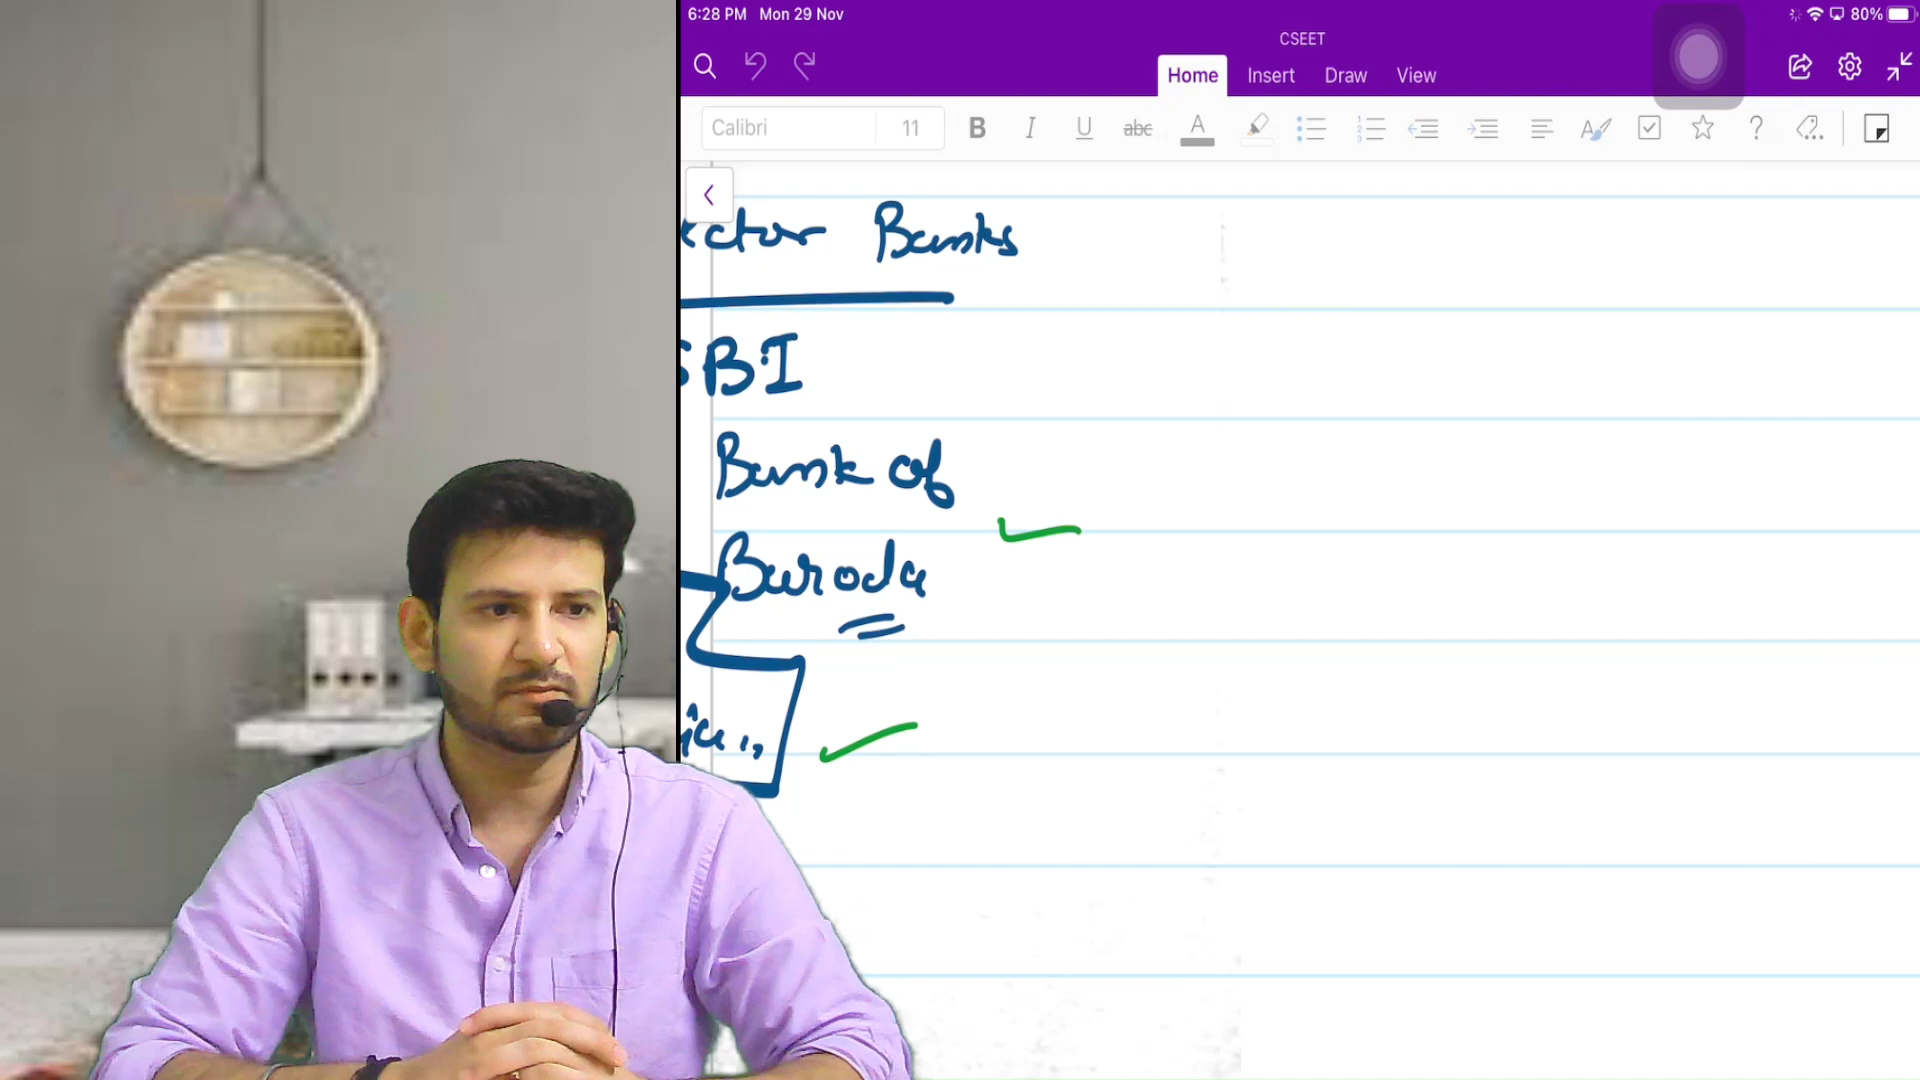 6:28 PM Mon 29 Nov
80%
CSEET
Home Insert Draw View
Calibri 11 B I U abc A A ?
ctor Banks
SBI
Bank of
Baroda